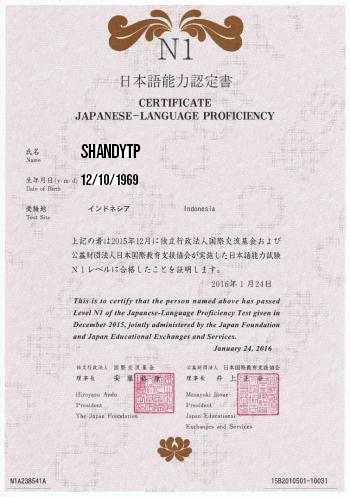 N1
日本語能力認定書
CERTIFICATE
JAPANESE-LANGUAGE PROFICIENCY
氏名
Name
SHANDYTP
生年月日(y/m/d)
Date of Birth
12/10/1969
受験地
Test Site
インドネシア
Indonesia
上記の者は2015年12月に独立行政法人国際交流基金および
公益財団法人日本国際教育支援協会が実施した日本語能力試験
N1レベルに合格したことを証明します。
2016年 1月24日
This is to certify that the person named above has passed
Level N1 of the Japanese-Language Proficiency Test given in
December 2015, jointly administered by the Japan Foundation
and Japan Educational Exchanges and Services.
January 24, 2016
独立行政法人 国際交流基金
理事長 安藤裕康
Hiroyasu Ando
President
The Japan Foundation
公益財団法人 日本国際教育支援協会
理事長 井上正幸
Masayuki Inoue
President
Japan Educational
Exchanges and Services
N1A238541A
15B2010501-10031